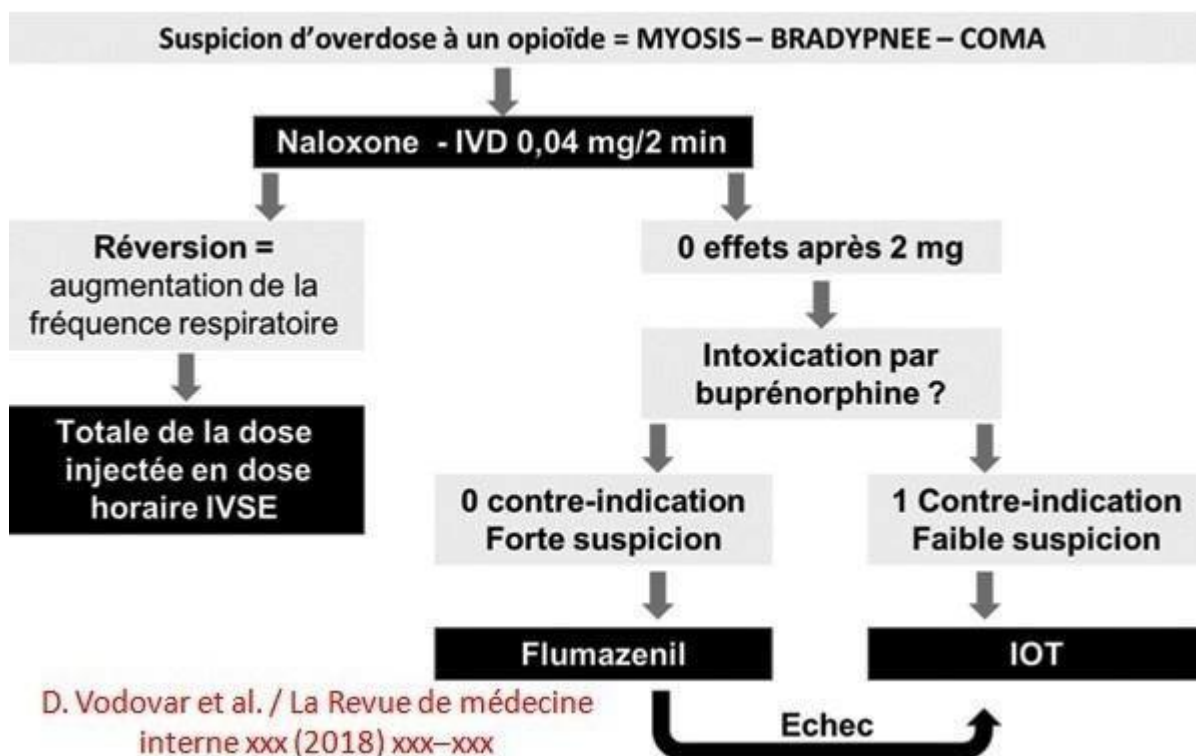 Suspicion d'overdose à un opioïde = MYOSIS – BRADYPNEE – COMA
Naloxone - IVD 0,04 mg/2 min
Réversion =
augmentation de la
fréquence respiratoire
0 effets après 2 mg
Intoxication par
buprénorphine ?
Totale de la dose
injectée en dose
horaire IVSE
0 contre-indication
Forte suspicion
1 Contre-indication
Faible suspicion
Flumazenil
IOT
Echec
D. Vodovar et al. / La Revue de médecine
interne xxx (2018) xxx–xxx